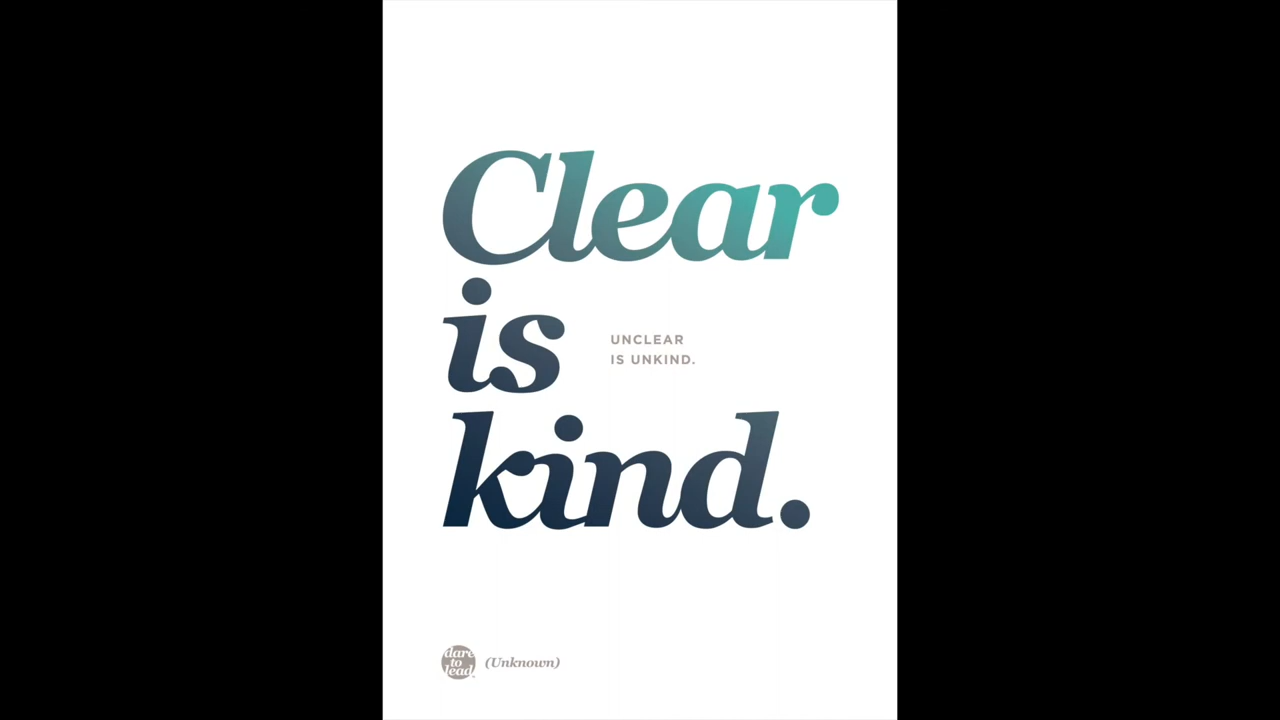 Clear
is
UNCLEAR
IS UNKIND.
kind.
dare
to
lead
(Unknown)